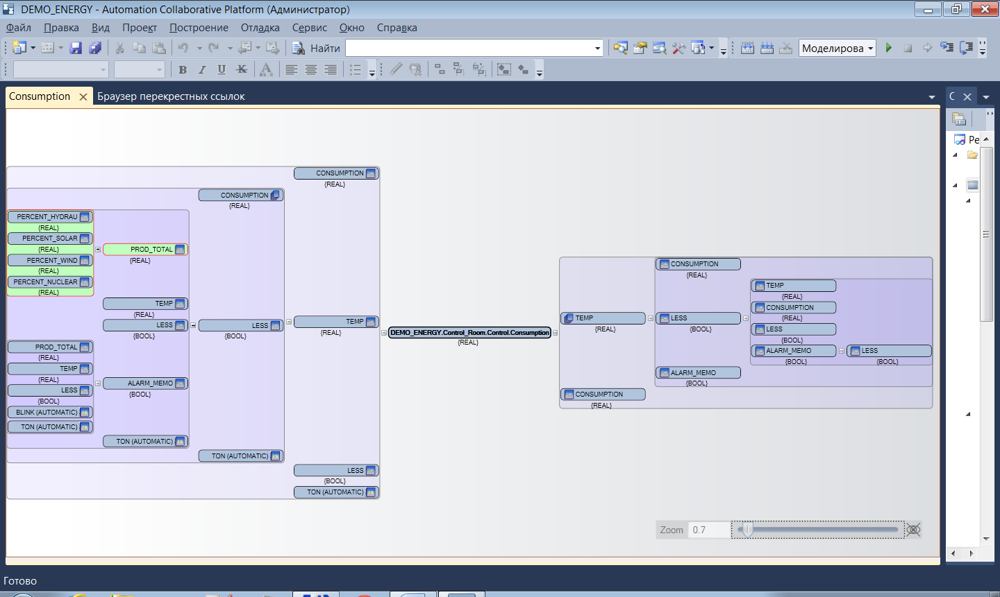 DEMO_ENERGY - Automation Collaborative Platform (Администратор)
Файл Правка Вид Проект Построение Отладка Сервис Окно Справка
Найти Моделирова
B I U K A
Consumption Браузер перекрестных ссылок C
Pe
CONSUMPTION
{REAL}
CONSUMPTION
{REAL}
PERCENT_HYDRAU
{REAL}
PERCENT_SOLAR
{REAL}
PERCENT_WIND
{REAL}
PERCENT_NUCLEAR
{REAL}
PROD_TOTAL
{REAL}
TEMP
{REAL}
LESS
{BOOL}
LESS
{BOOL}
TEMP
{REAL}
PROD_TOTAL
{REAL}
TEMP
{REAL}
LESS
{BOOL}
BLINK (AUTOMATIC)
TON (AUTOMATIC)
ALARM_MEMO
{BOOL}
TON (AUTOMATIC)
TON (AUTOMATIC)
LESS
{BOOL}
TON (AUTOMATIC)
DEMO_ENERGY.Control_Room.Control.Consumption
{REAL}
TEMP
{REAL}
CONSUMPTION
{REAL}
CONSUMPTION
{REAL}
LESS
{BOOL}
ALARM_MEMO
{BOOL}
TEMP
{REAL}
CONSUMPTION
{REAL}
LESS
{BOOL}
ALARM_MEMO
{BOOL}
LESS
{BOOL}
Zoom 0.7
Готово